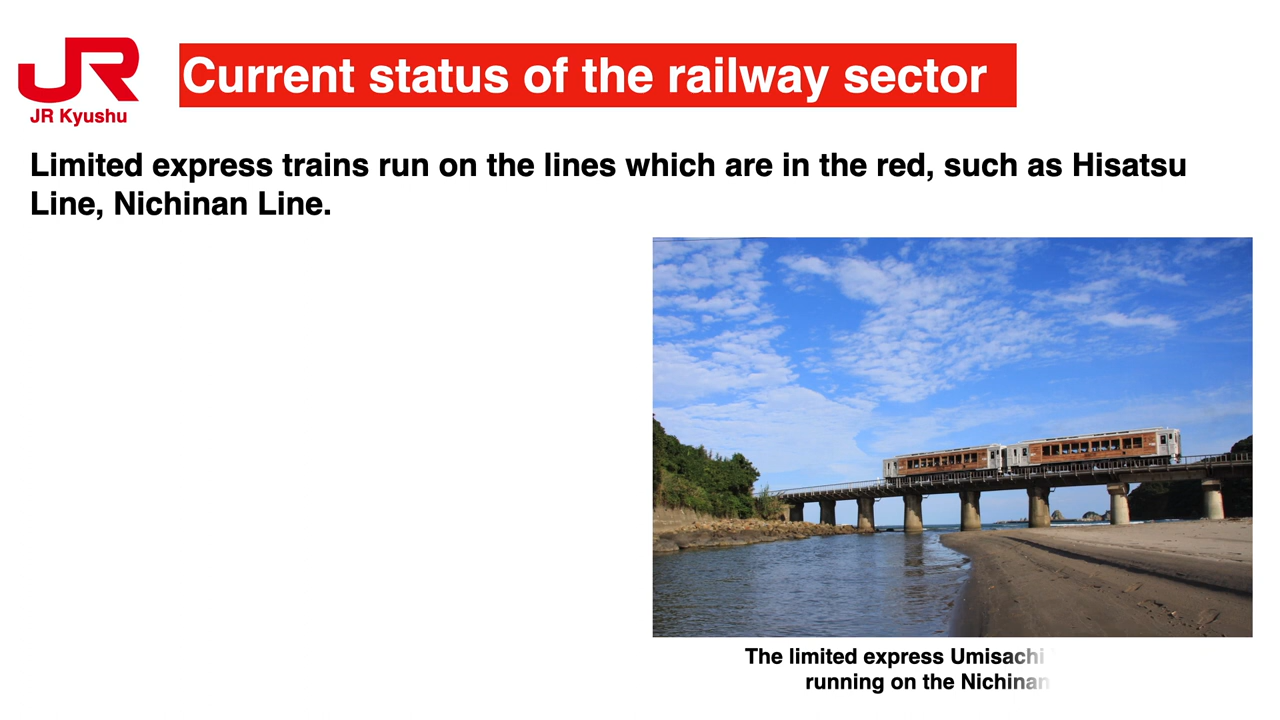 JR
JR Kyushu
Current status of the railway sector
Limited express trains run on the lines which are in the red, such as Hisatsu
Line, Nichinan Line.
The limited express Umisachi
running on the Nichinan